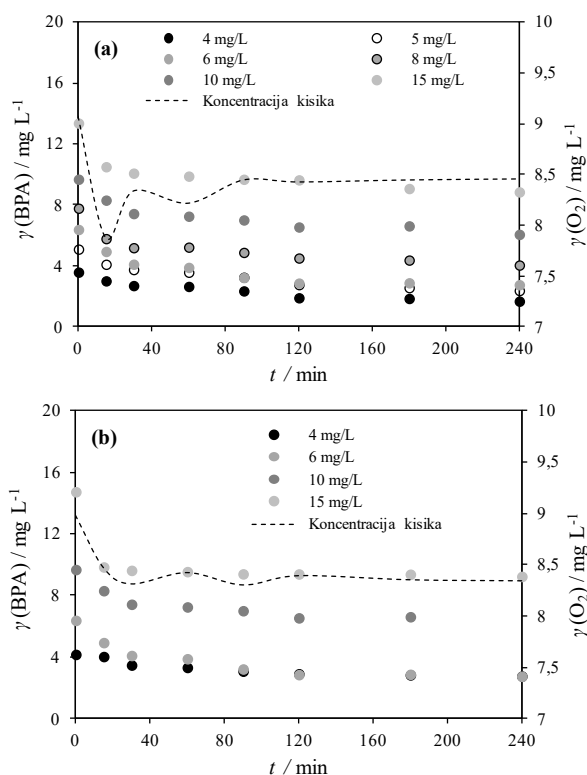 (a)
4 mg/L 5 mg/L
6 mg/L 8 mg/L
10 mg/L 15 mg/L
Koncentracija kisika
γ (BPA) / mg L-1
γ (O2) / mg L-1
20
16
12
8
4
0
10
9,5
9
8,5
8
7,5
7
0 40 80 120 160 200 240
t / min
(b)
4 mg/L
6 mg/L
10 mg/L
15 mg/L
Koncentracija kisika
γ (BPA) / mg L-1
γ (O2) / mg L-1
20
16
12
8
4
0
10
9,5
9
8,5
8
7,5
7
0 40 80 120 160 200 240
t / min